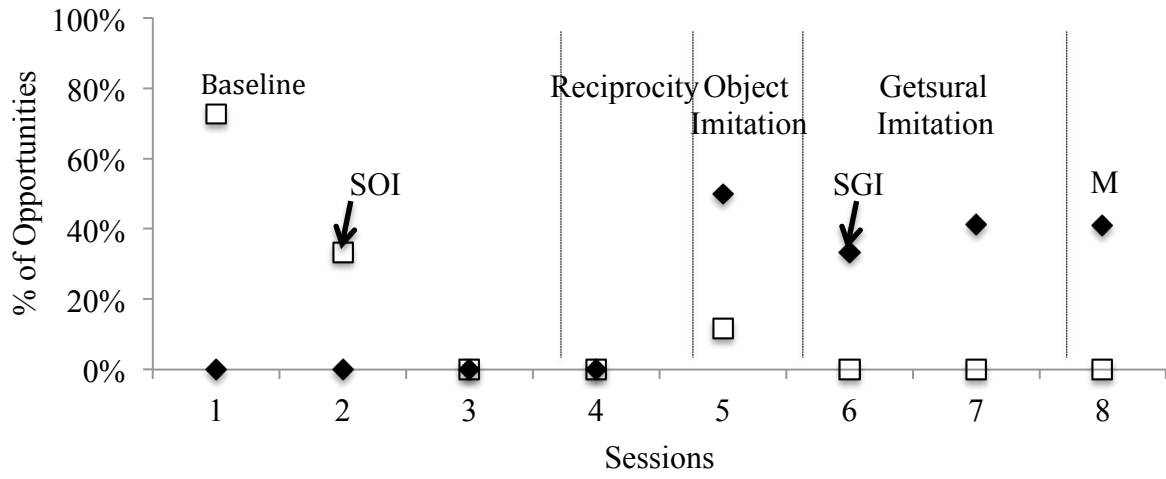 100%
80%
60%
40%
20%
0%
% of Opportunities
Baseline
SOI
Reciprocity
Object
Imitation
Getsural
Imitation
SGI
M
1 2 3 4 5 6 7 8
Sessions